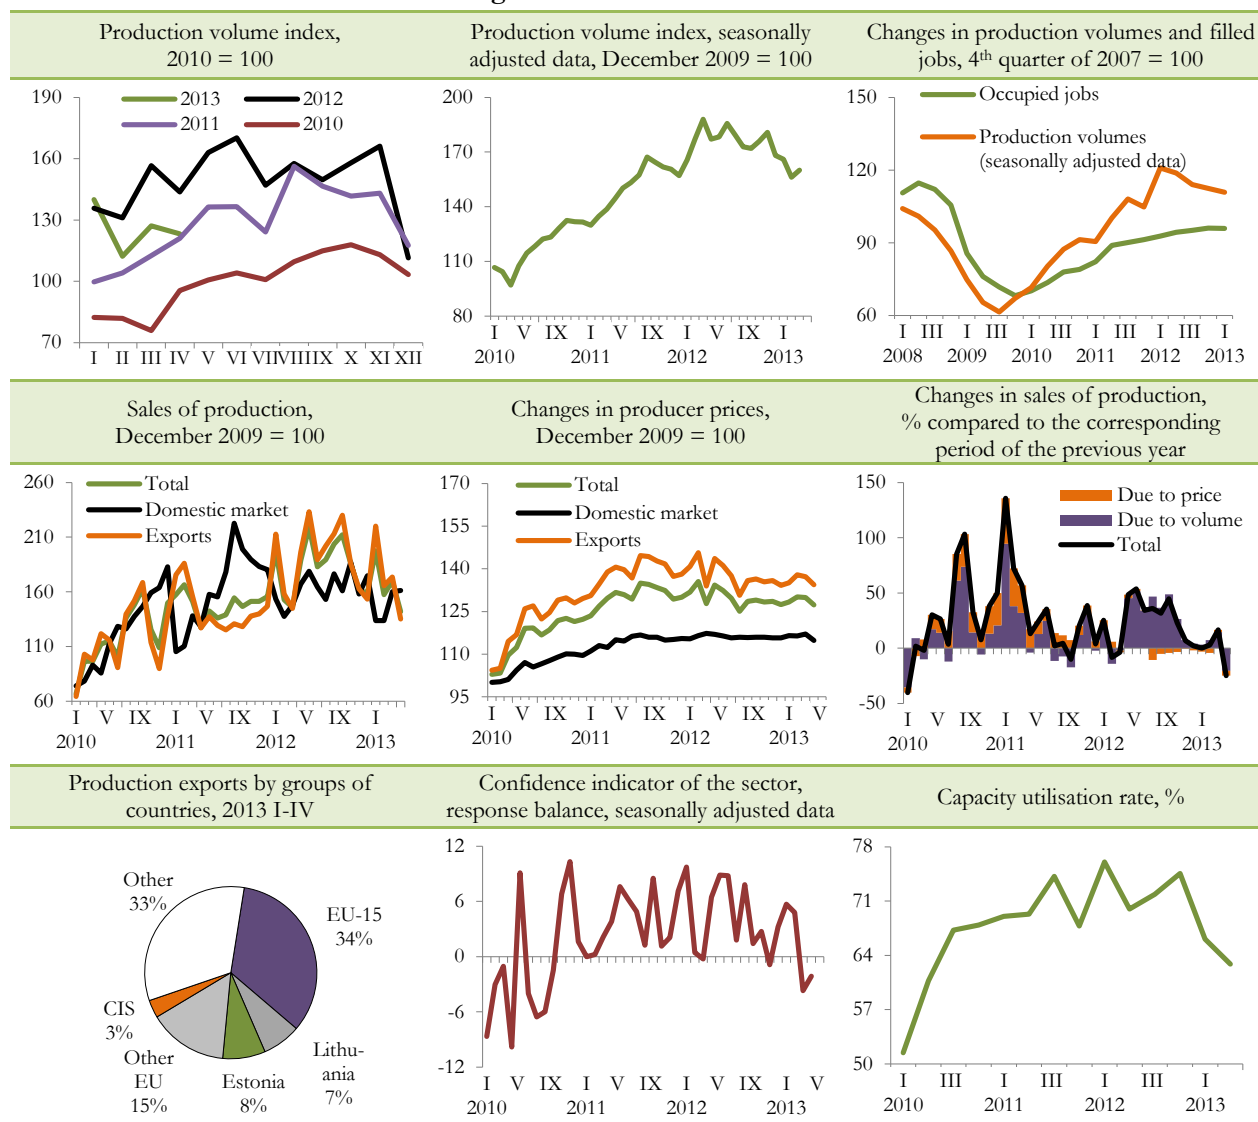 g
Production volume index,
2010 = 100
Production volume index, seasonally
adjusted data, December 2009 = 100
Changes in production volumes and filled
jobs, 4th quarter of 2007 = 100
190
160
130
100
70
2013
2012
2011
2010
I II III IV V VI VII VIII IX X XI XII
200
170
140
110
80
I V IX I V IX I V IX I
2010 2011 2012 2013
150
120
90
60
Occupied jobs
Production volumes
(seasonally adjusted data)
I III I III I III I III I III I
2008 2009 2010 2011 2012 2013
Sales of production,
December 2009 = 100
Changes in producer prices,
December 2009 = 100
Changes in sales of production,
% compared to the corresponding
period of the previous year
260
210
160
110
60
Total
Domestic market
Exports
I V IX I V IX I V IX I
2010 2011 2012 2013
170
155
140
125
110
95
Total
Domestic market
Exports
I V IX I V IX I V IX I V
2010 2011 2012 2013
150
100
50
0
-50
Due to price
Due to volume
Total
I V IX I V IX I V IX I
2010 2011 2012 2013
Production exports by groups of
countries, 2013 I-IV
Confidence indicator of the sector,
response balance, seasonally adjusted data
Capacity utilisation rate, %
Other
33%
EU-15
34%
CIS
3%
Other
EU
15%
Estonia
8%
Lithu-
ania
7%
12
6
0
-6
-12
I V IX I V IX I V IX I V
2010 2011 2012 2013
78
71
64
57
50
I III I III I III I
2010 2011 2012 2013